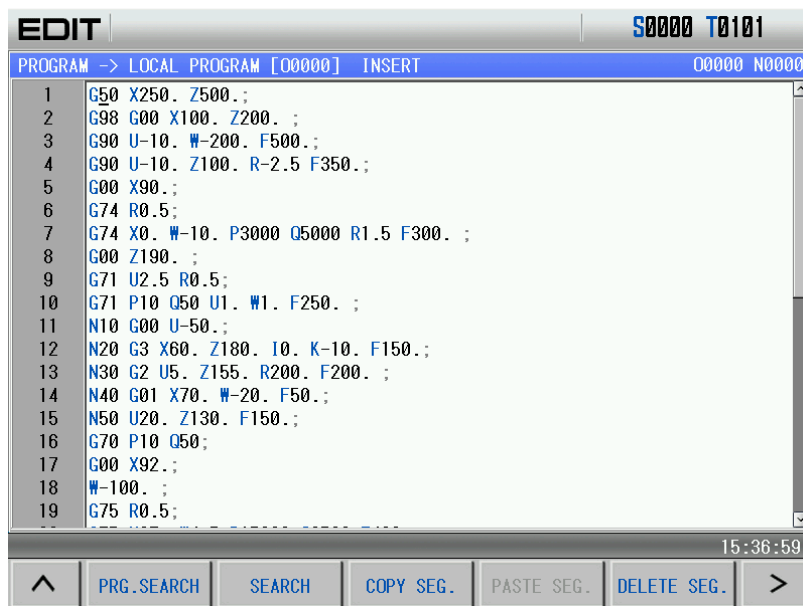 EDIT S0000 T0101
PROGRAM -> LOCAL PROGRAM [O0000] INSERT O0000 N0000
1 G50 X250. Z500.;
2 G98 G00 X100. Z200. ;
3 G90 U-10. W-200. F500.;
4 G90 U-10. Z100. R-2.5 F350.;
5 G00 X90.;
6 G74 R0.5;
7 G74 X0. W-10. P3000 Q5000 R1.5 F300. ;
8 G00 Z190. ;
9 G71 U2.5 R0.5;
10 G71 P10 Q50 U1. W1. F250. ;
11 N10 G00 U-50.;
12 N20 G3 X60. Z180. I0. K-10. F150.;
13 N30 G2 U5. Z155. R200. F200. ;
14 N40 G01 X70. W-20. F50.;
15 N50 U20. Z130. F150.;
16 G70 P10 Q50;
17 G00 X92.;
18 W-100. ;
19 G75 R0.5;
15:36:59
^ PRG.SEARCH SEARCH COPY SEG. PASTE SEG. DELETE SEG. >